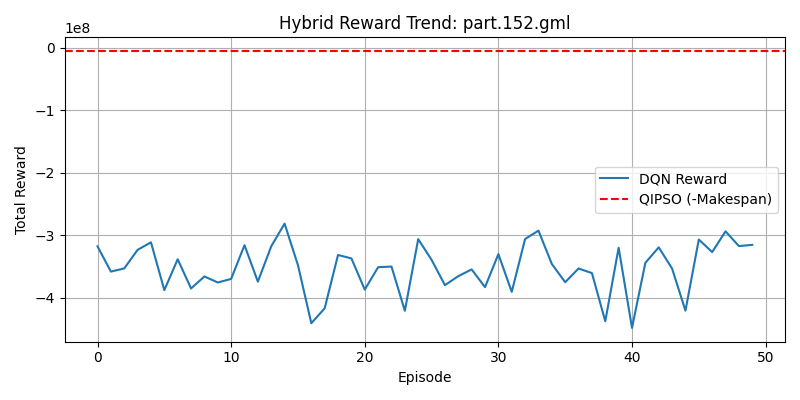 Hybrid Reward Trend: part.152.gml
1e8
0
−1
−2
−3
−4
Total Reward
DQN Reward
QIPSO (-Makespan)
0 10 20 30 40 50
Episode